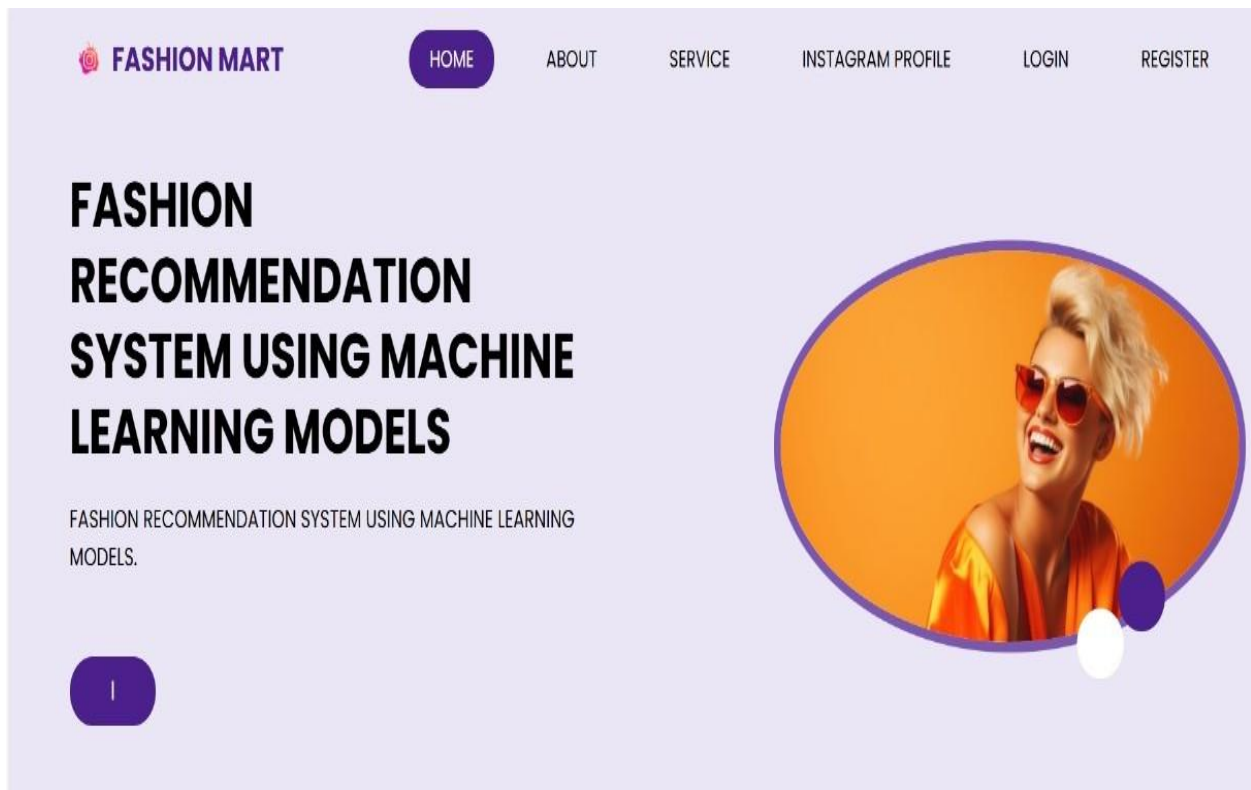 FASHION MART
HOME
ABOUT
SERVICE
INSTAGRAM PROFILE
LOGIN
REGISTER
FASHION
RECOMMENDATION
SYSTEM USING MACHINE
LEARNING MODELS
FASHION RECOMMENDATION SYSTEM USING MACHINE LEARNING
MODELS.
|